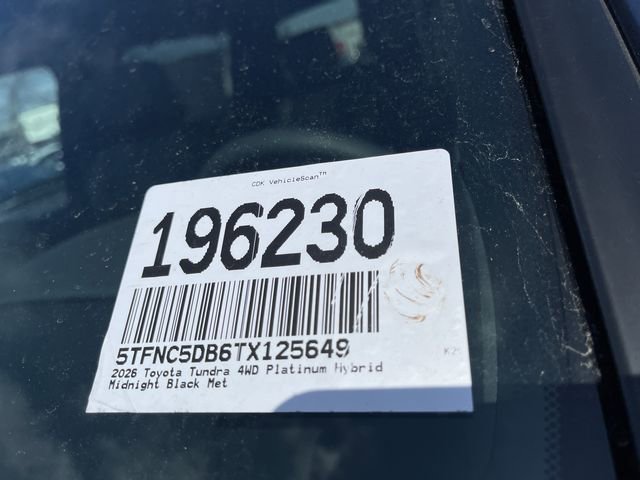 CDK VehicleScan™
196230
5TFNC5DB6TX125649
2026 Toyota Tundra 4WD Platinum Hybrid
Midnight Black Met